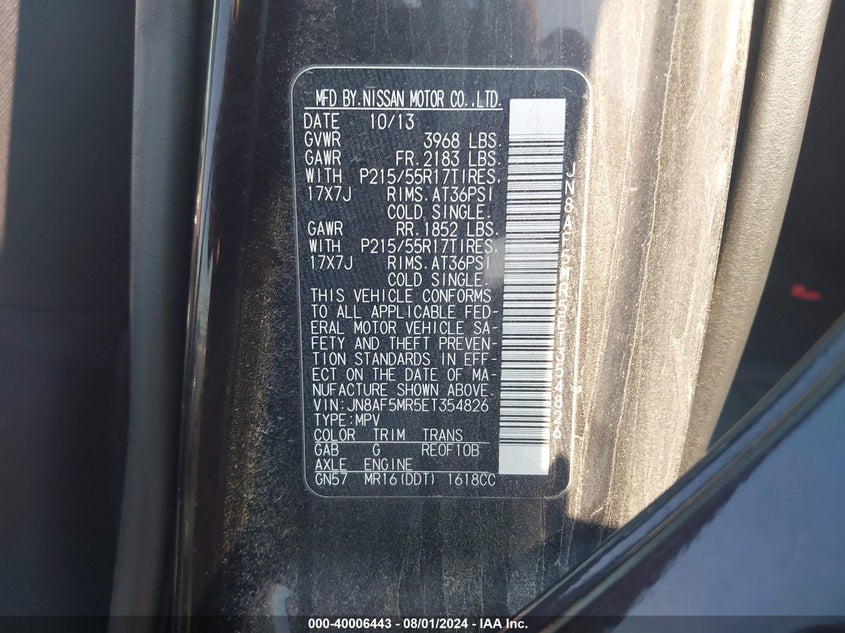 MFD BY.NISSAN MOTOR CO.,LTD.
DATE 10/13
GVWR 3968 LBS.
GAWR FR. 2183 LBS.
WITH P215/55R17TIRES.
17X7J RIMS.AT36PSI
COLD.SINGLE.
GAWR RR. 1852 LBS.
WITH P215/55R17TIRES.
17X7J RIMS.AT36PSI
COLD SINGLE.
THIS VEHICLE CONFORMS
TO ALL APPLICABLE FED-
ERAL MOTOR VEHICLE SA-
FETY AND THEFT PREVEN-
TION STANDARDS IN EFF-
ECT ON THE DATE OF MA-
NUFACTURE SHOWN ABOVE.
VIN:JN8AF5MR5ET354826
TYPE:MPV
COLOR TRIM TRANS
GAB G RE0F10B
AXLE ENGINE
GN57 MR16(DDT) 1618CC
JN8AF5MR5ET354826
000-40006443 - 08/01/2024 - IAA Inc.